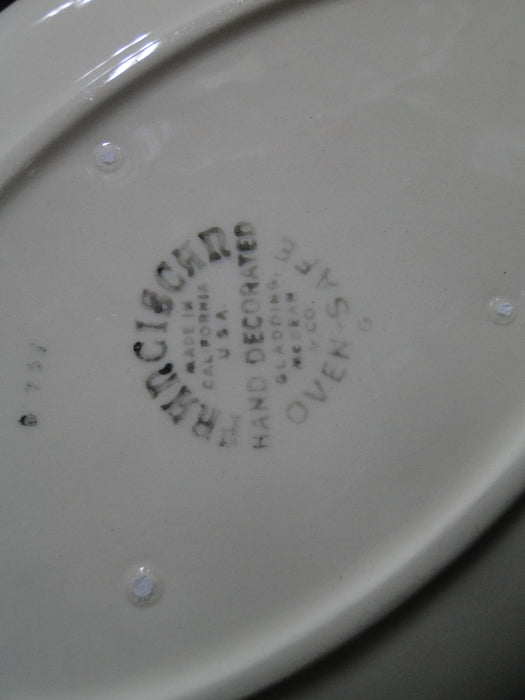 FRANCISCAN
MADE IN
CALIFORNIA
U.S.A.
HAND DECORATED
GLADDING,
McBEAN
& CO.
OVEN-SAFE